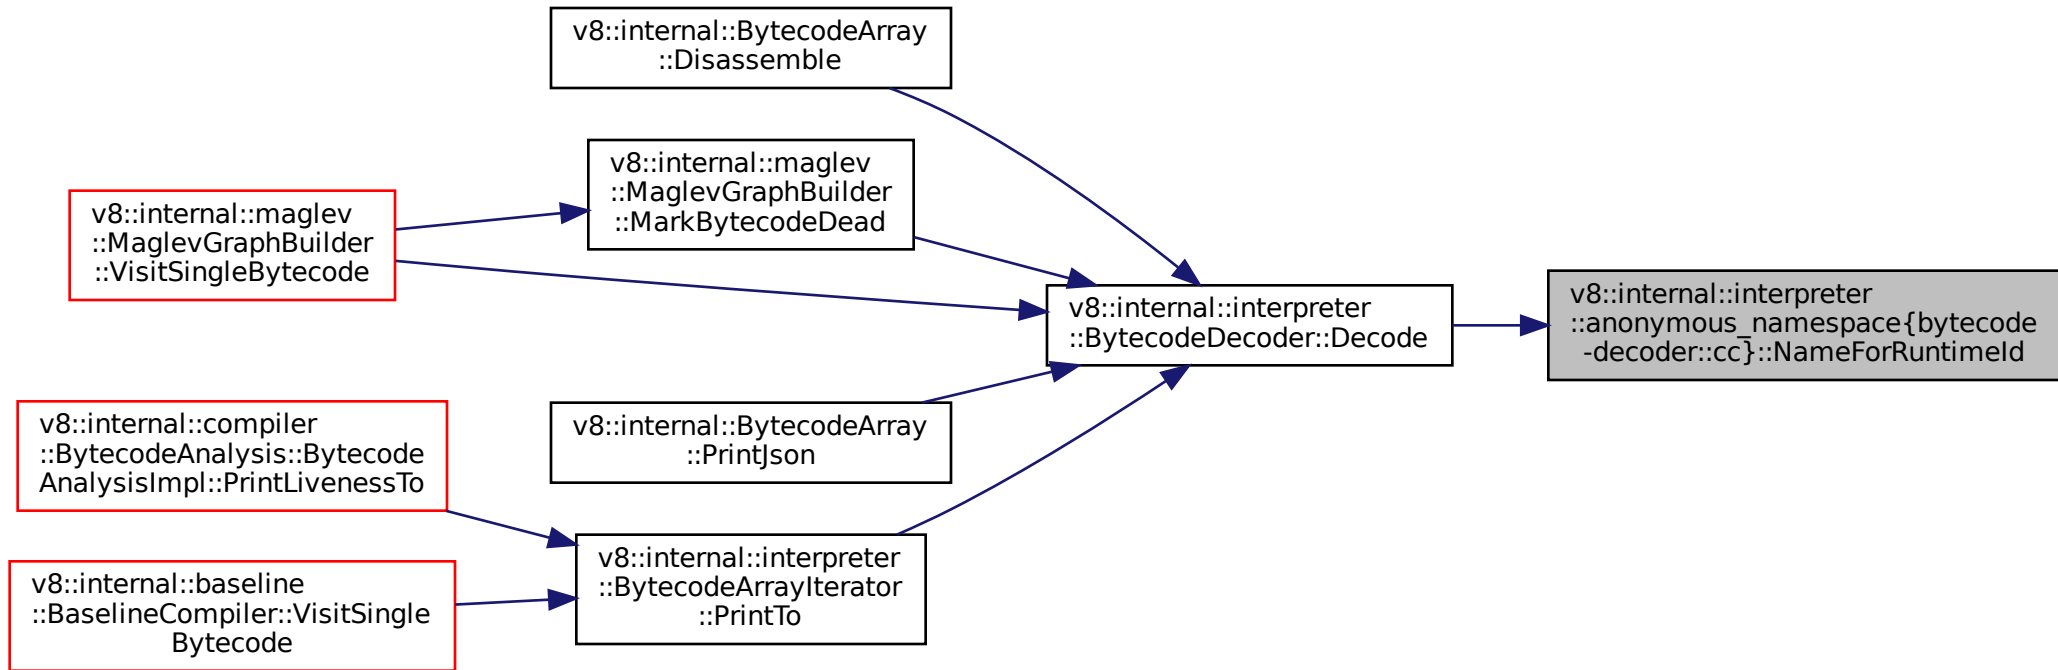 v8::internal::BytecodeArray
::Disassemble
v8::internal::maglev
::MaglevGraphBuilder
::MarkBytecodeDead
v8::internal::maglev
::MaglevGraphBuilder
::VisitSingleBytecode
v8::internal::interpreter
::BytecodeDecoder::Decode
v8::internal::interpreter
::anonymous_namespace{bytecode
-decoder::cc}::NameForRuntimeId
v8::internal::BytecodeArray
::PrintJson
v8::internal::compiler
::BytecodeAnalysis::Bytecode
AnalysisImpl::PrintLivenessTo
v8::internal::interpreter
::BytecodeArrayIterator
::PrintTo
v8::internal::baseline
::BaselineCompiler::VisitSingle
Bytecode